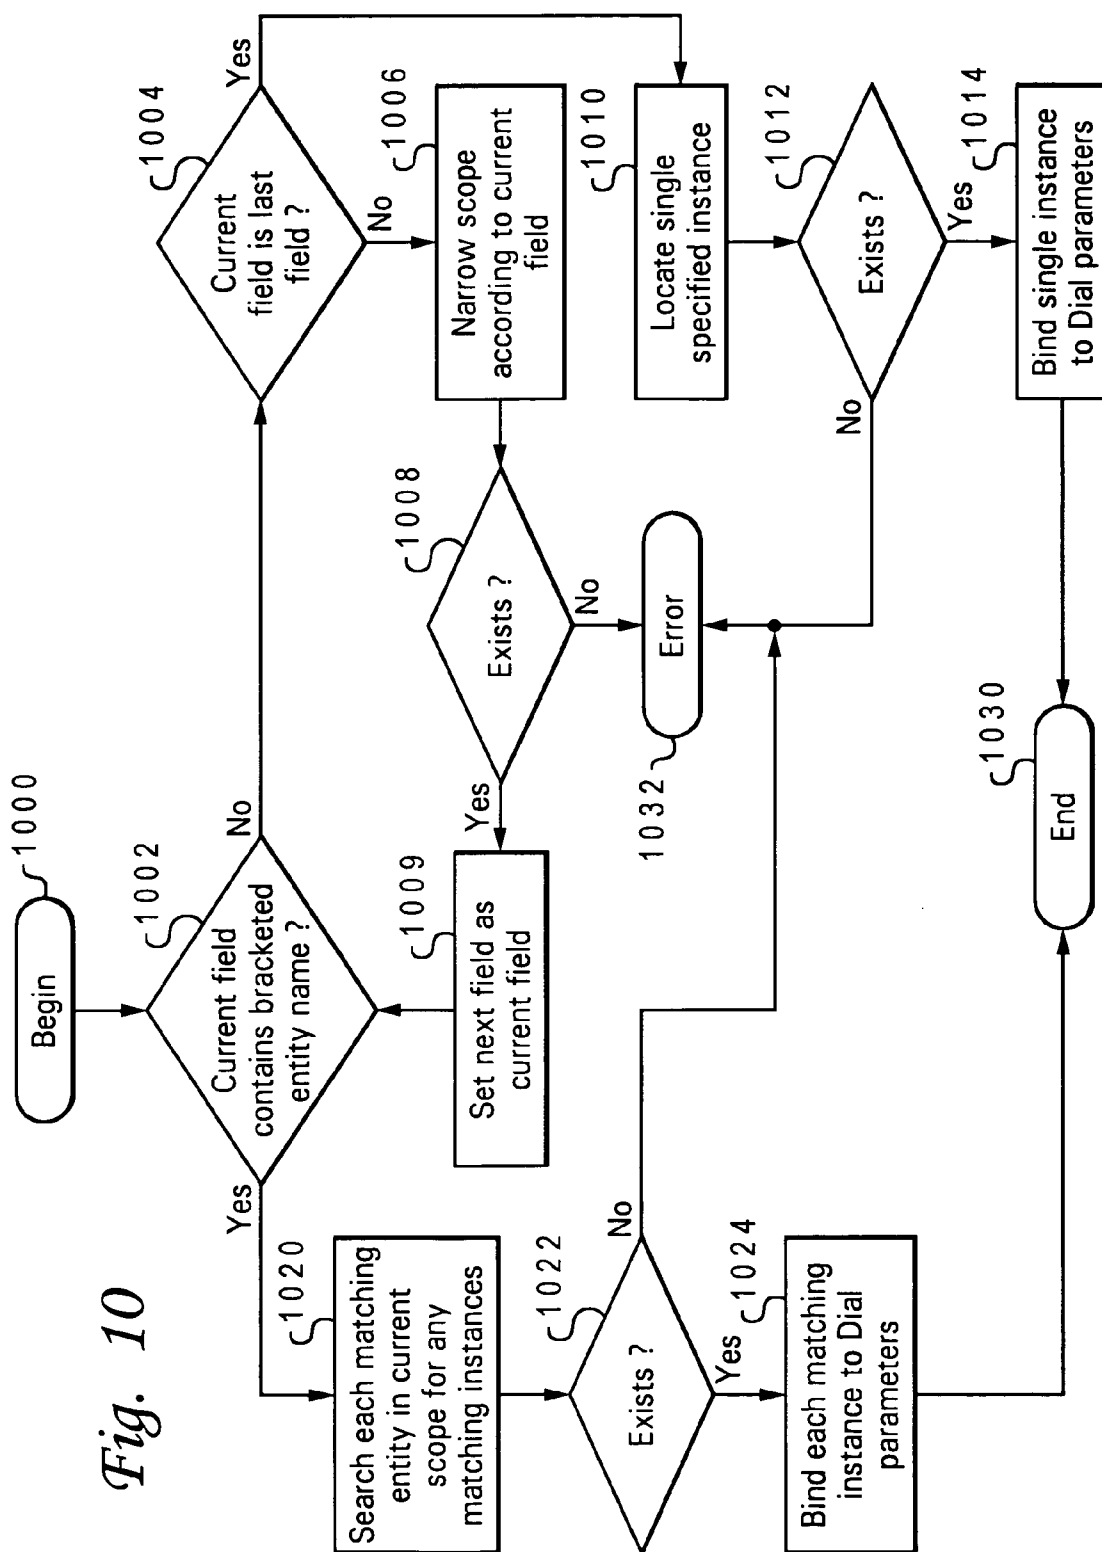 Fig. 10
Begin
1000
Current field
contains bracketed
entity name ?
1002
Yes
No
Current
field is last
field ?
1004
Yes
No
Narrow scope
according to current
field
1006
Exists ?
1008
Yes
No
Set next field as
current field
1009
Error
1032
Locate single
specified instance
1010
Exists ?
1012
No
Yes
Bind single instance
to Dial parameters
1014
Search each matching
entity in current
scope for any
matching instances
1020
Exists ?
1022
No
Yes
Bind each matching
instance to Dial
parameters
1024
End
1030